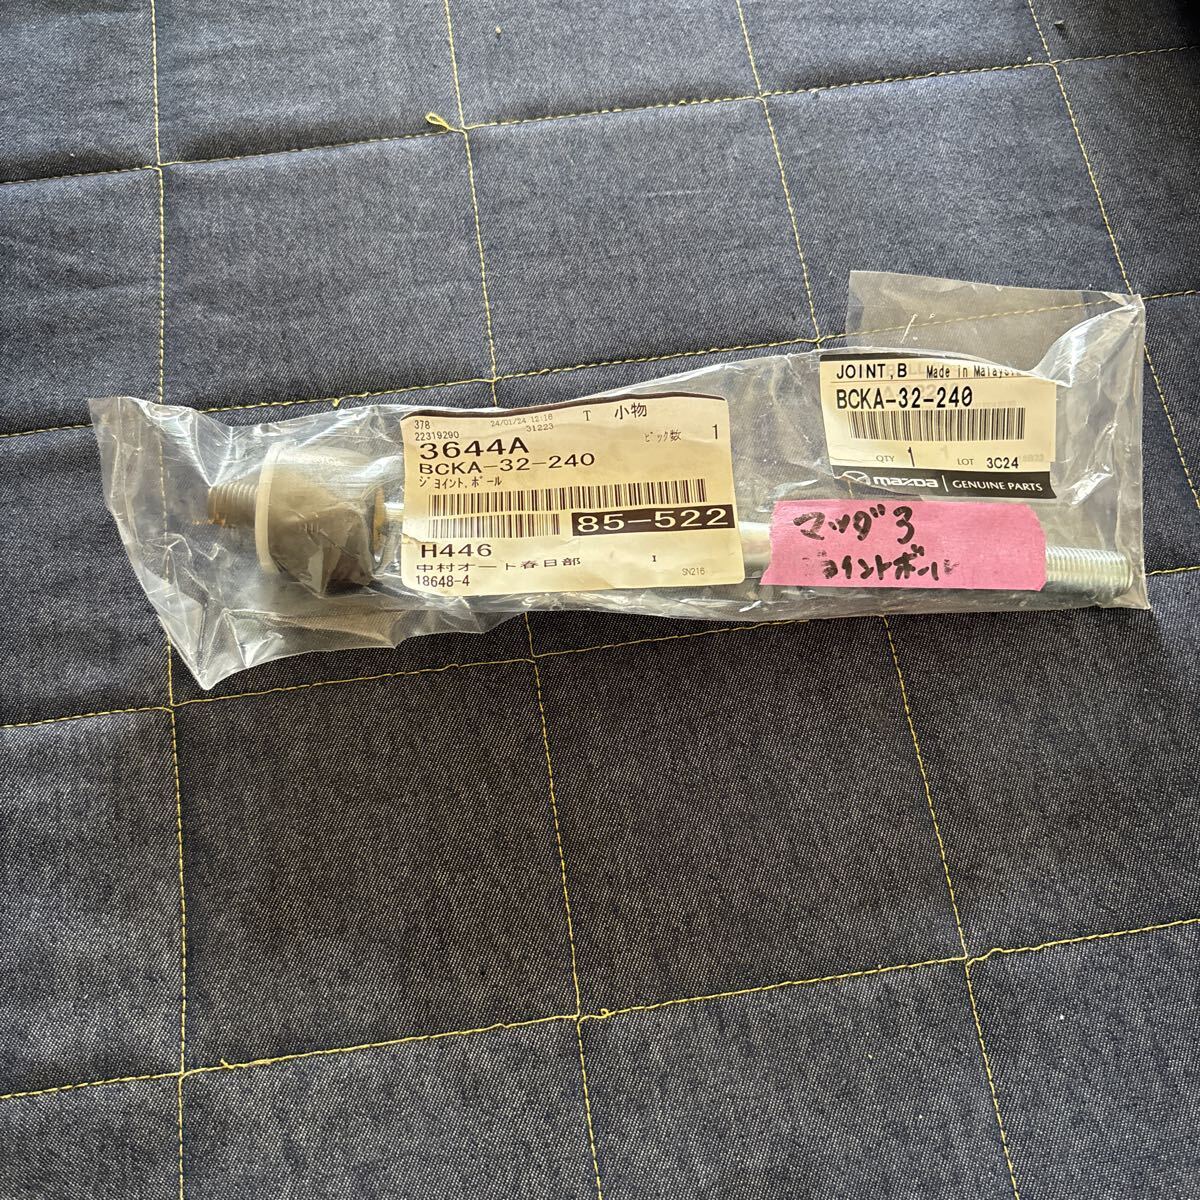 378
24/01/24 12:16
T 小物
22319290
31223
ﾋﾟｯｸ数 1
3644A
BCKA-32-240
ｼﾞﾖｲﾝﾄ,ﾎﾞｰﾙ
85-522
H446
中村オート春日部
I
18648-4
SN216
JOINT,B Made in Malaysia
BCKA-32-240
QTY 1 LOT 3C24
mazda GENUINE PARTS
マツダ3
ジョイントボール